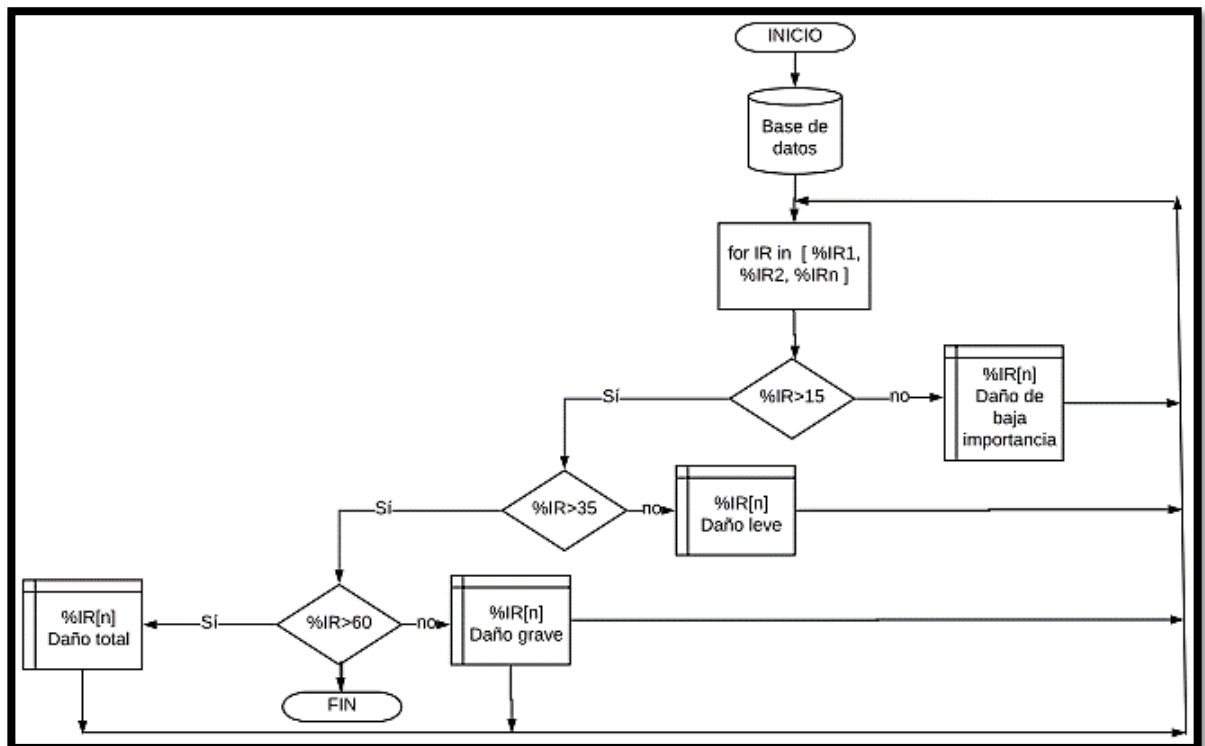 INICIO
Base de
datos
for IR in [ %IR1,
%IR2, %IRn ]
%IR>15
Sí
no
%IR[n]
Daño de
baja
importancia
%IR>35
Sí
no
%IR[n]
Daño leve
%IR>60
Sí
no
%IR[n]
Daño total
%IR[n]
Daño grave
FIN